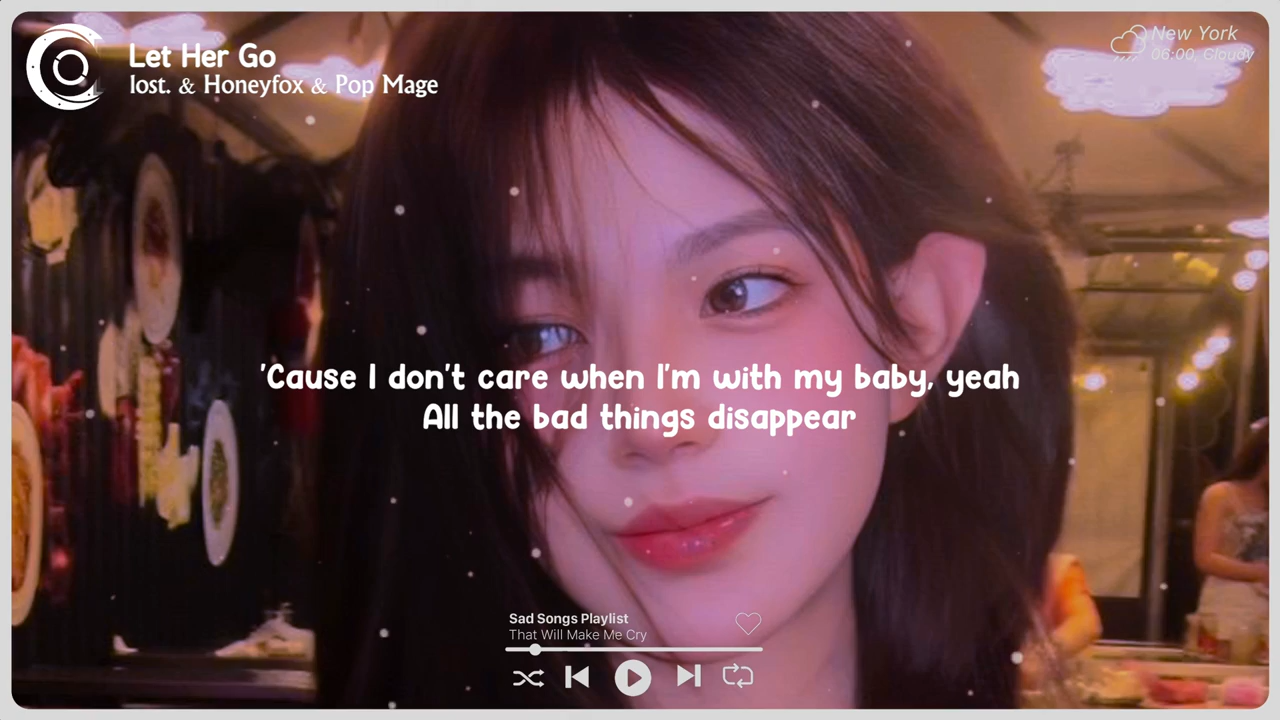 Let Her Go
lost. & Honeyfox & Pop Mage
New York
06:00, Cloudy
'Cause I don't care when I'm with my baby, yeah
All the bad things disappear
Sad Songs Playlist
That Will Make Me Cry